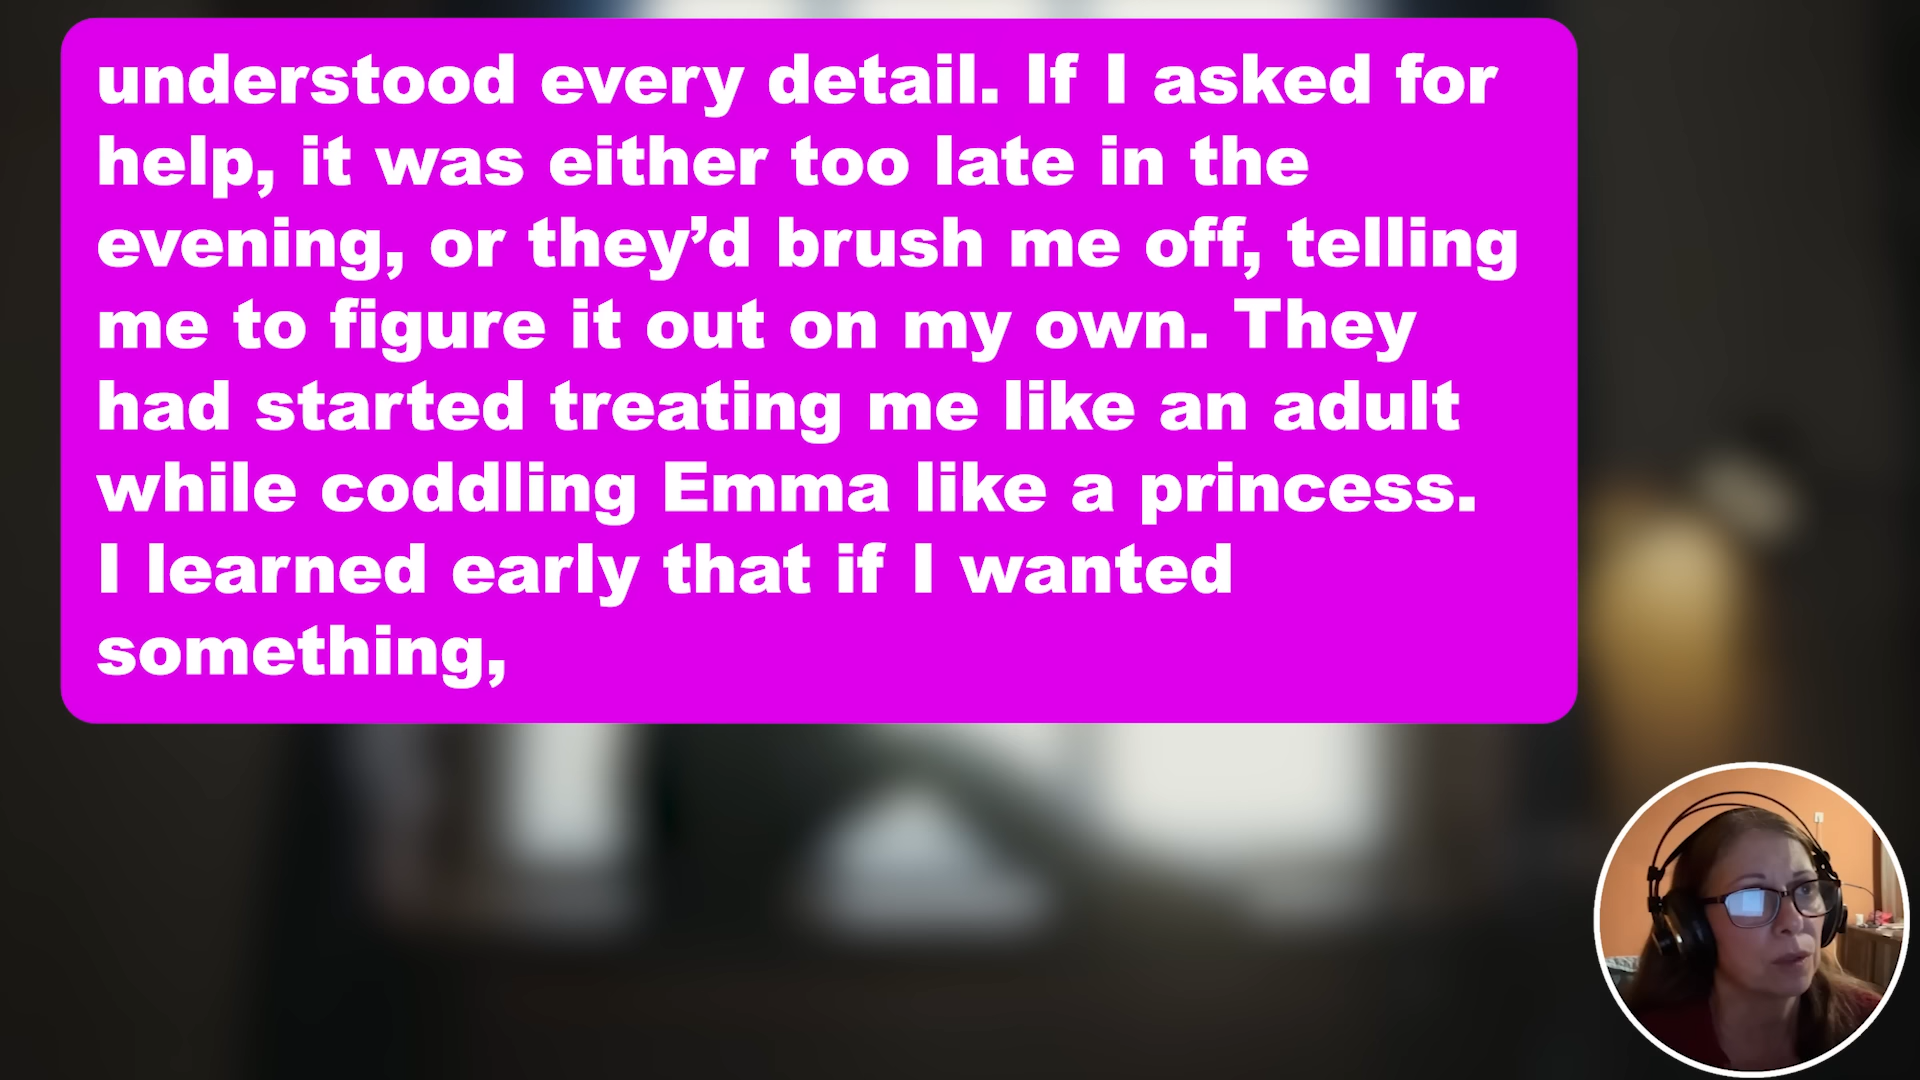 understood every detail. If I asked for
help, it was either too late in the
evening, or they’d brush me off, telling
me to figure it out on my own. They
had started treating me like an adult
while coddling Emma like a princess.
I learned early that if I wanted
something,